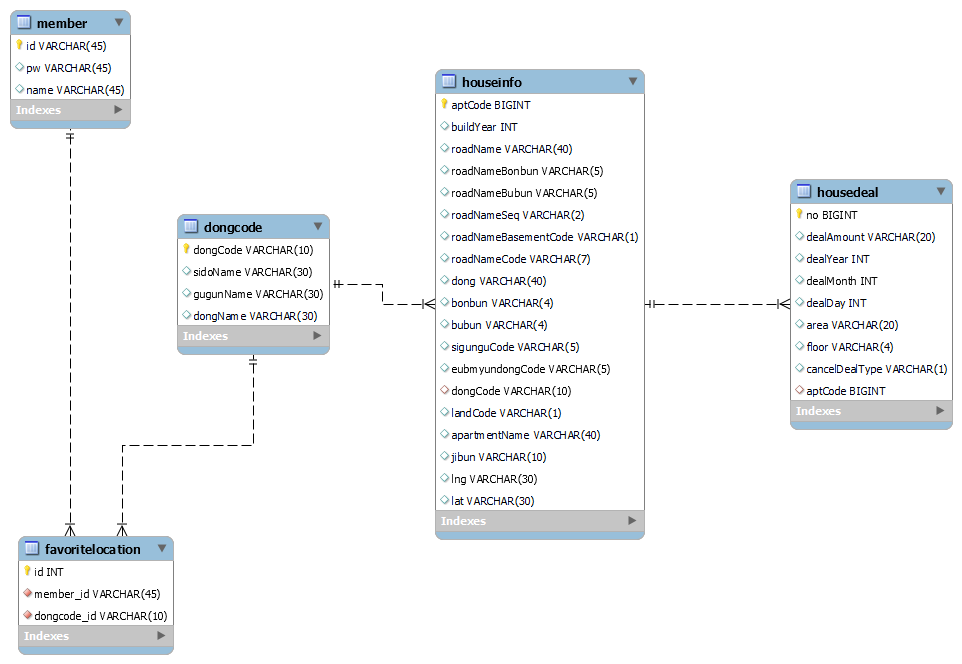 member
id VARCHAR(45)
pw VARCHAR(45)
name VARCHAR(45)
Indexes
dongcode
dongCode VARCHAR(10)
sidoName VARCHAR(30)
gugunName VARCHAR(30)
dongName VARCHAR(30)
Indexes
favoritelocation
id INT
member_id VARCHAR(45)
dongcode_id VARCHAR(10)
Indexes
houseinfo
aptCode BIGINT
buildYear INT
roadName VARCHAR(40)
roadNameBonbun VARCHAR(5)
roadNameBubun VARCHAR(5)
roadNameSeq VARCHAR(2)
roadNameBasementCode VARCHAR(1)
roadNameCode VARCHAR(7)
dong VARCHAR(40)
bonbun VARCHAR(4)
bubun VARCHAR(4)
sigunguCode VARCHAR(5)
eubmyundongCode VARCHAR(5)
dongCode VARCHAR(10)
landCode VARCHAR(1)
apartmentName VARCHAR(40)
jibun VARCHAR(10)
lng VARCHAR(30)
lat VARCHAR(30)
Indexes
housedeal
no BIGINT
dealAmount VARCHAR(20)
dealYear INT
dealMonth INT
dealDay INT
area VARCHAR(20)
floor VARCHAR(4)
cancelDealType VARCHAR(1)
aptCode BIGINT
Indexes